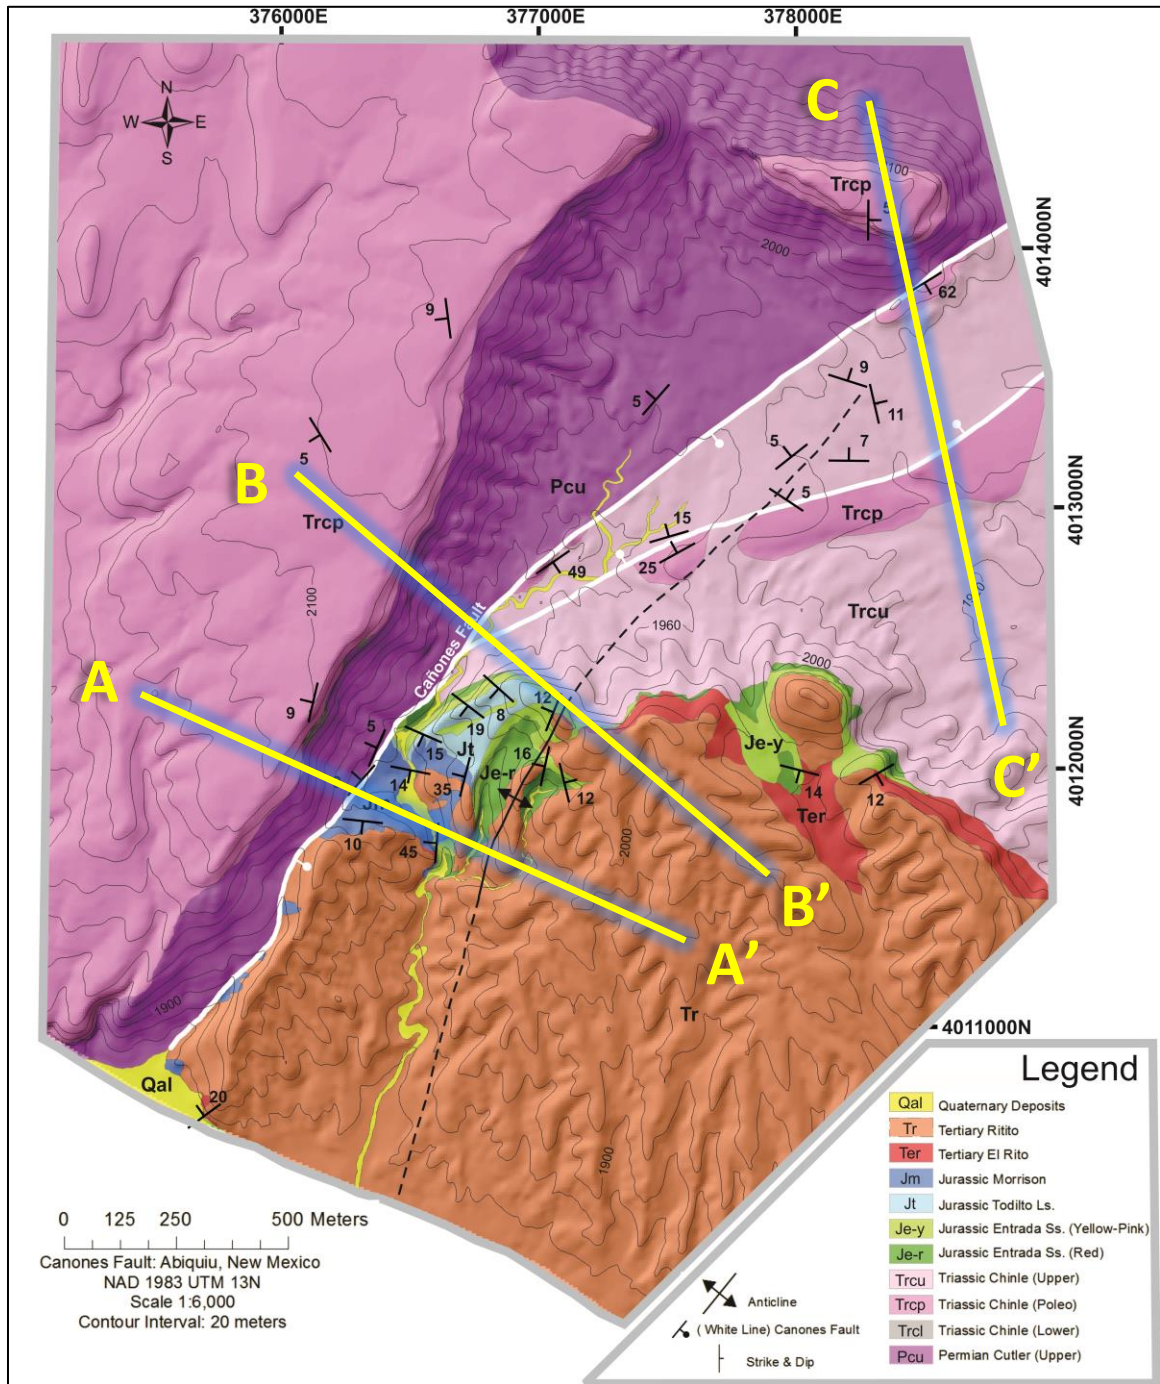 376000E
377000E
378000E
N
W E
S
C
2100
Trcp
5
2000
4014000N
62
9
9
11
5
7
5
5
5
B
Trcp
Pcu
Trcp
4013000N
15
49
25
2100
1960
Trcu
Cañones Fault
A
2000
9
5
12
8
19
15
Jt
Je-y
C’
4012000N
14
35
16
Je-r
12
14
12
Ter
10
45
2000
B’
A’
Tr
1900
4011000N
Qal
20
1900
Legend
Qal Quaternary Deposits
Tr Tertiary Ritito
Ter Tertiary El Rito
Jm Jurassic Morrison
Jt Jurassic Todilto Ls.
Je-y Jurassic Entrada Ss. (Yellow-Pink)
Je-r Jurassic Entrada Ss. (Red)
Trcu Triassic Chinle (Upper)
Trcp Triassic Chinle (Poleo)
Trcl Triassic Chinle (Lower)
Pcu Permian Cutler (Upper)
Anticline
(White Line) Canones Fault
Strike & Dip
0 125 250 500 Meters
Canones Fault: Abiquiu, New Mexico
NAD 1983 UTM 13N
Scale 1:6,000
Contour Interval: 20 meters